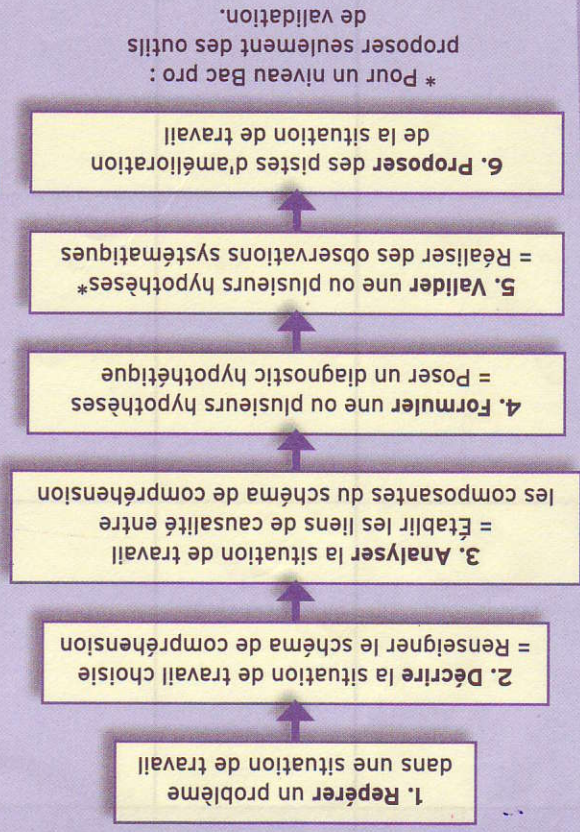 1. Repérer un problème
dans une situation de travail
2. Décrire la situation de travail choisie
= Renseigner le schéma de compréhension
3. Analyser la situation de travail
= Établir les liens de causalité entre
les composantes du schéma de compréhension
4. Formuler une ou plusieurs hypothèses
= Poser un diagnostic hypothétique
5. Valider une ou plusieurs hypothèses*
= Réaliser des observations systématiques
6. Proposer des pistes d'amélioration
de la situation de travail
* Pour un niveau Bac pro :
proposer seulement des outils
de validation.